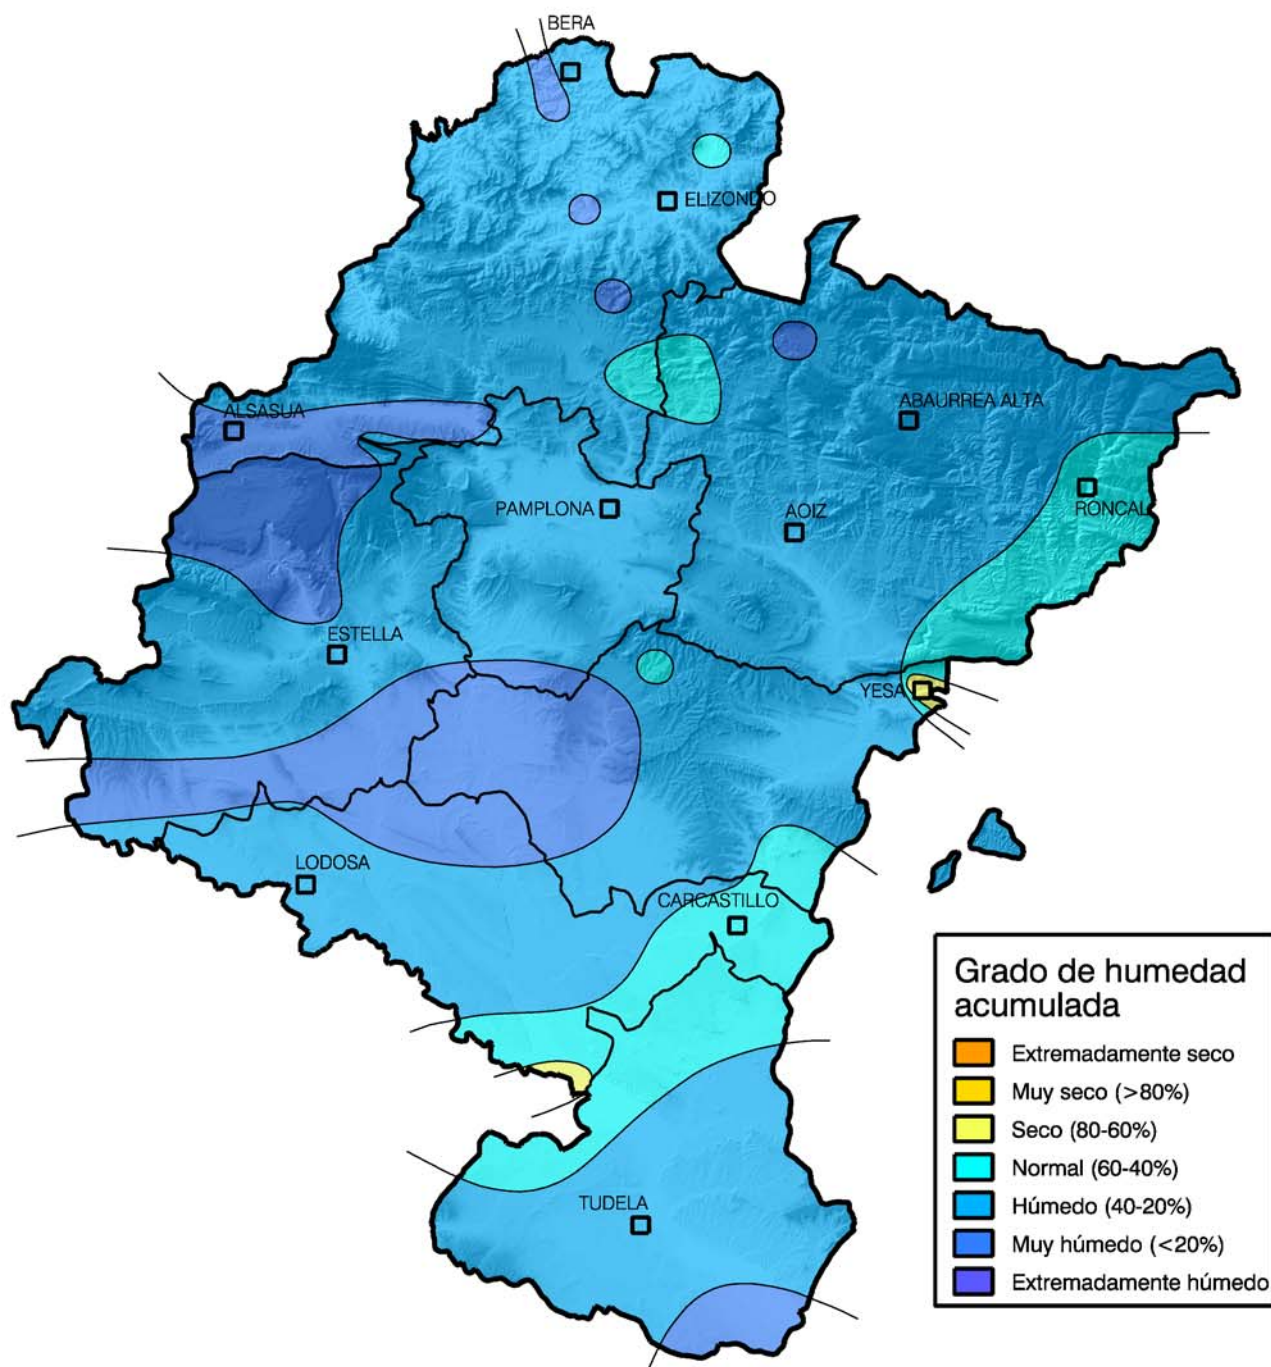 BERA
ELIZONDO
ABAURREA ALTA
ALSASUA
RONCAL
PAMPLONA
AOIZ
ESTELLA
YESA
LODOSA
CARCASTILLO
TUDELA
Grado de humedad
acumulada
Extremadamente seco
Muy seco (>80%)
Seco (80-60%)
Normal (60-40%)
Húmedo (40-20%)
Muy húmedo (<20%)
Extremadamente húmedo